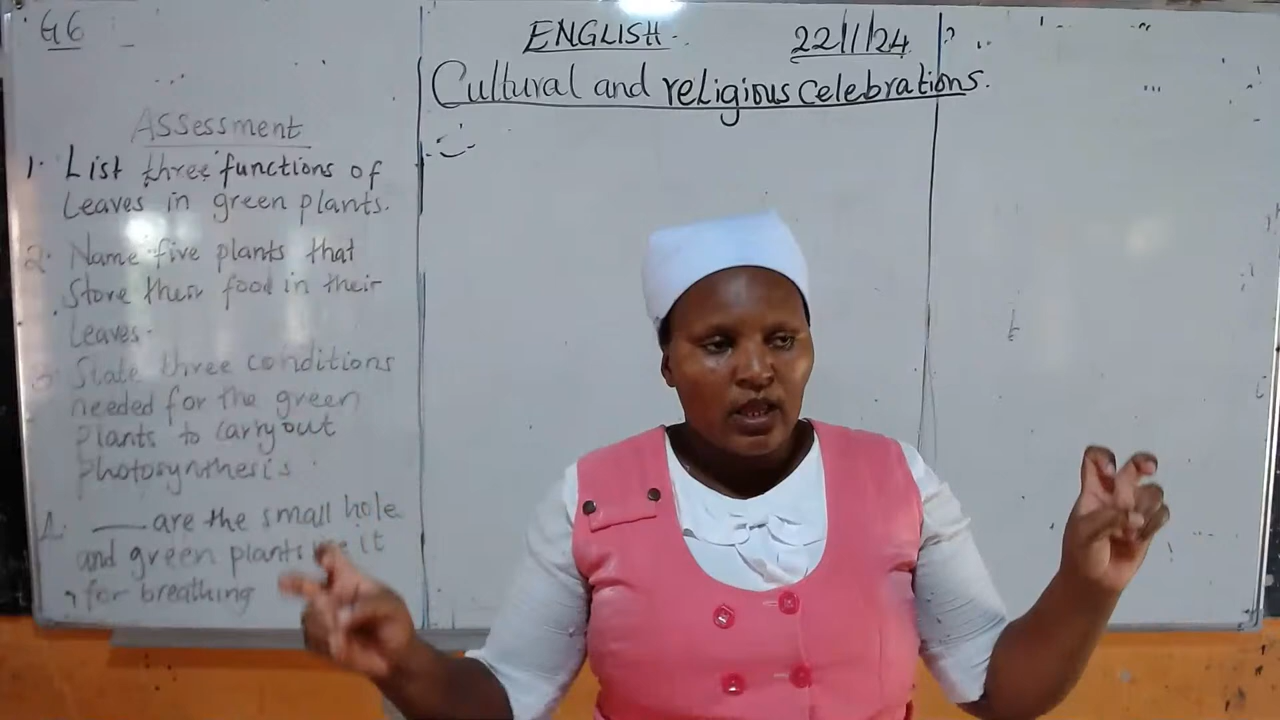 G6
ENGLISH.
22/1/24
Cultural and religious celebrations.
Assessment
1. List three functions of
Leaves in green plants.
2. Name five plants that
Store their food in their
Leaves.
3. State three conditions
needed for the green
Plants to carry out
Photosynthesis.
4. ___ are the small hole
and green plants it
for breathing